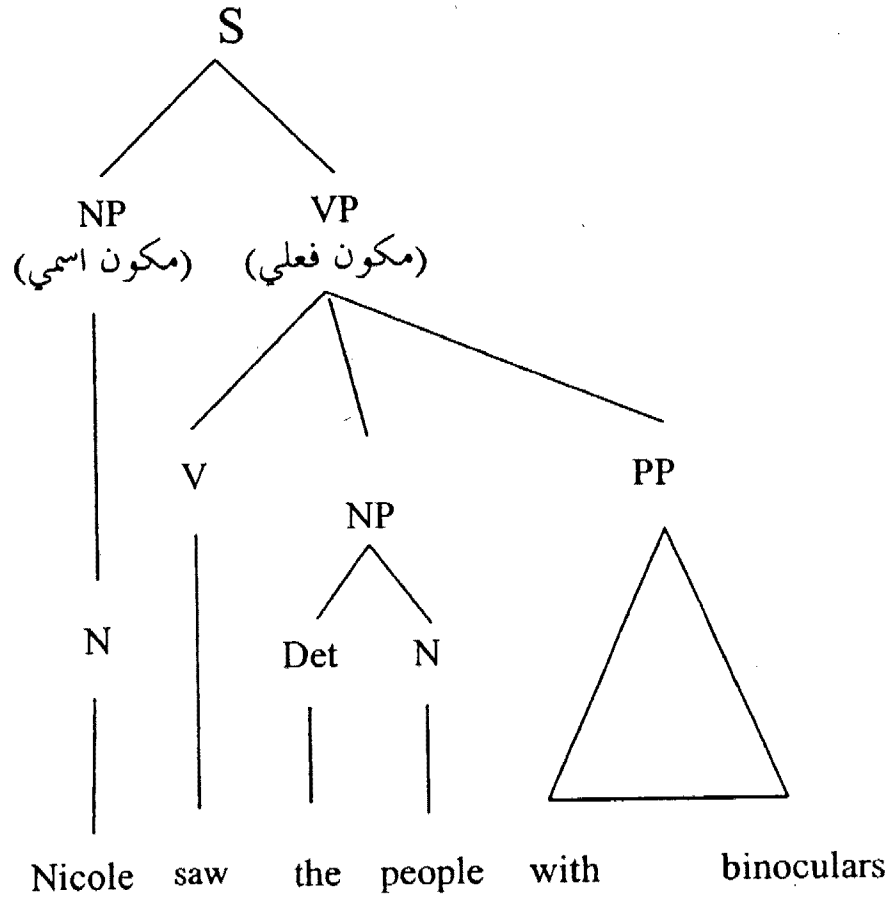 S
NP VP
(مكون اسمي) (مكون فعلي)
V PP
NP
N Det N
Nicole saw the people with binoculars